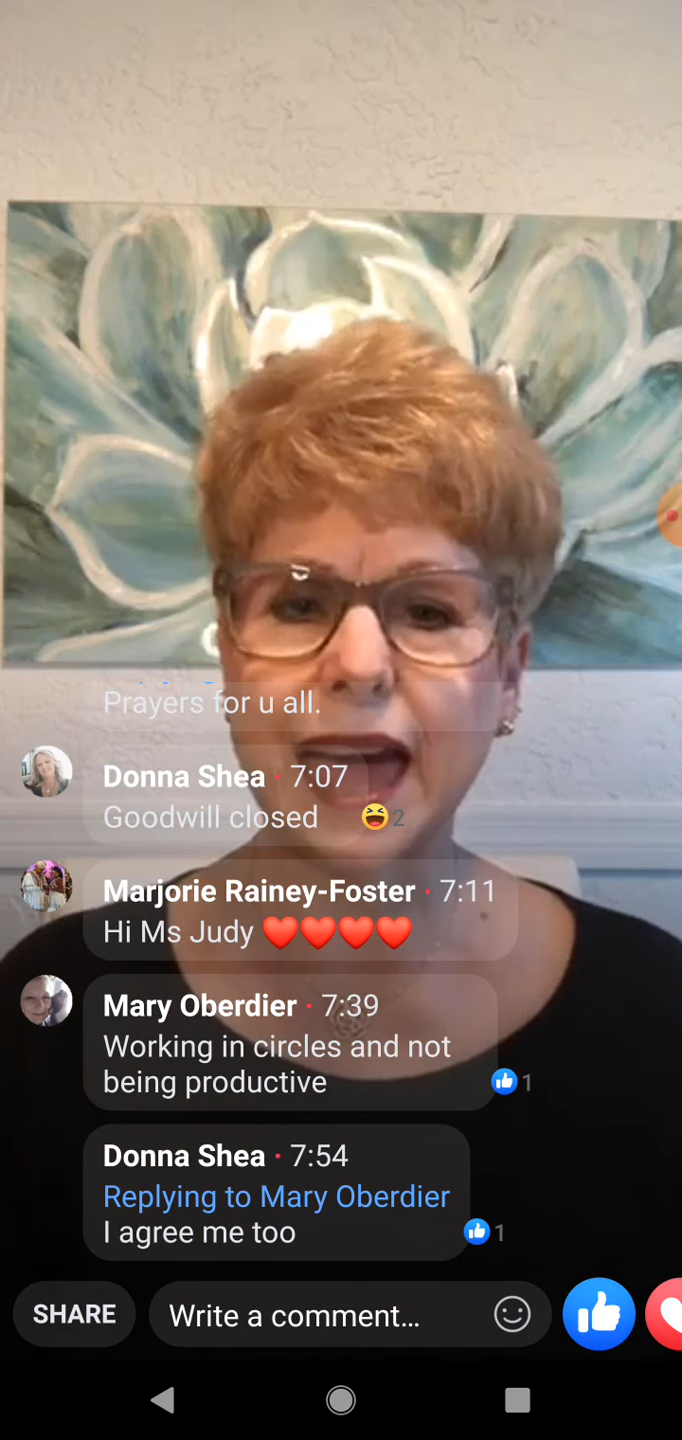 Prayers for u all.
Donna Shea · 7:07
Goodwill closed 😆 2
Marjorie Rainey-Foster · 7:11
Hi Ms Judy ❤️❤️❤️❤️
Mary Oberdier · 7:39
Working in circles and not
being productive 👍 1
Donna Shea · 7:54
Replying to Mary Oberdier
I agree me too 👍 1
SHARE Write a comment...